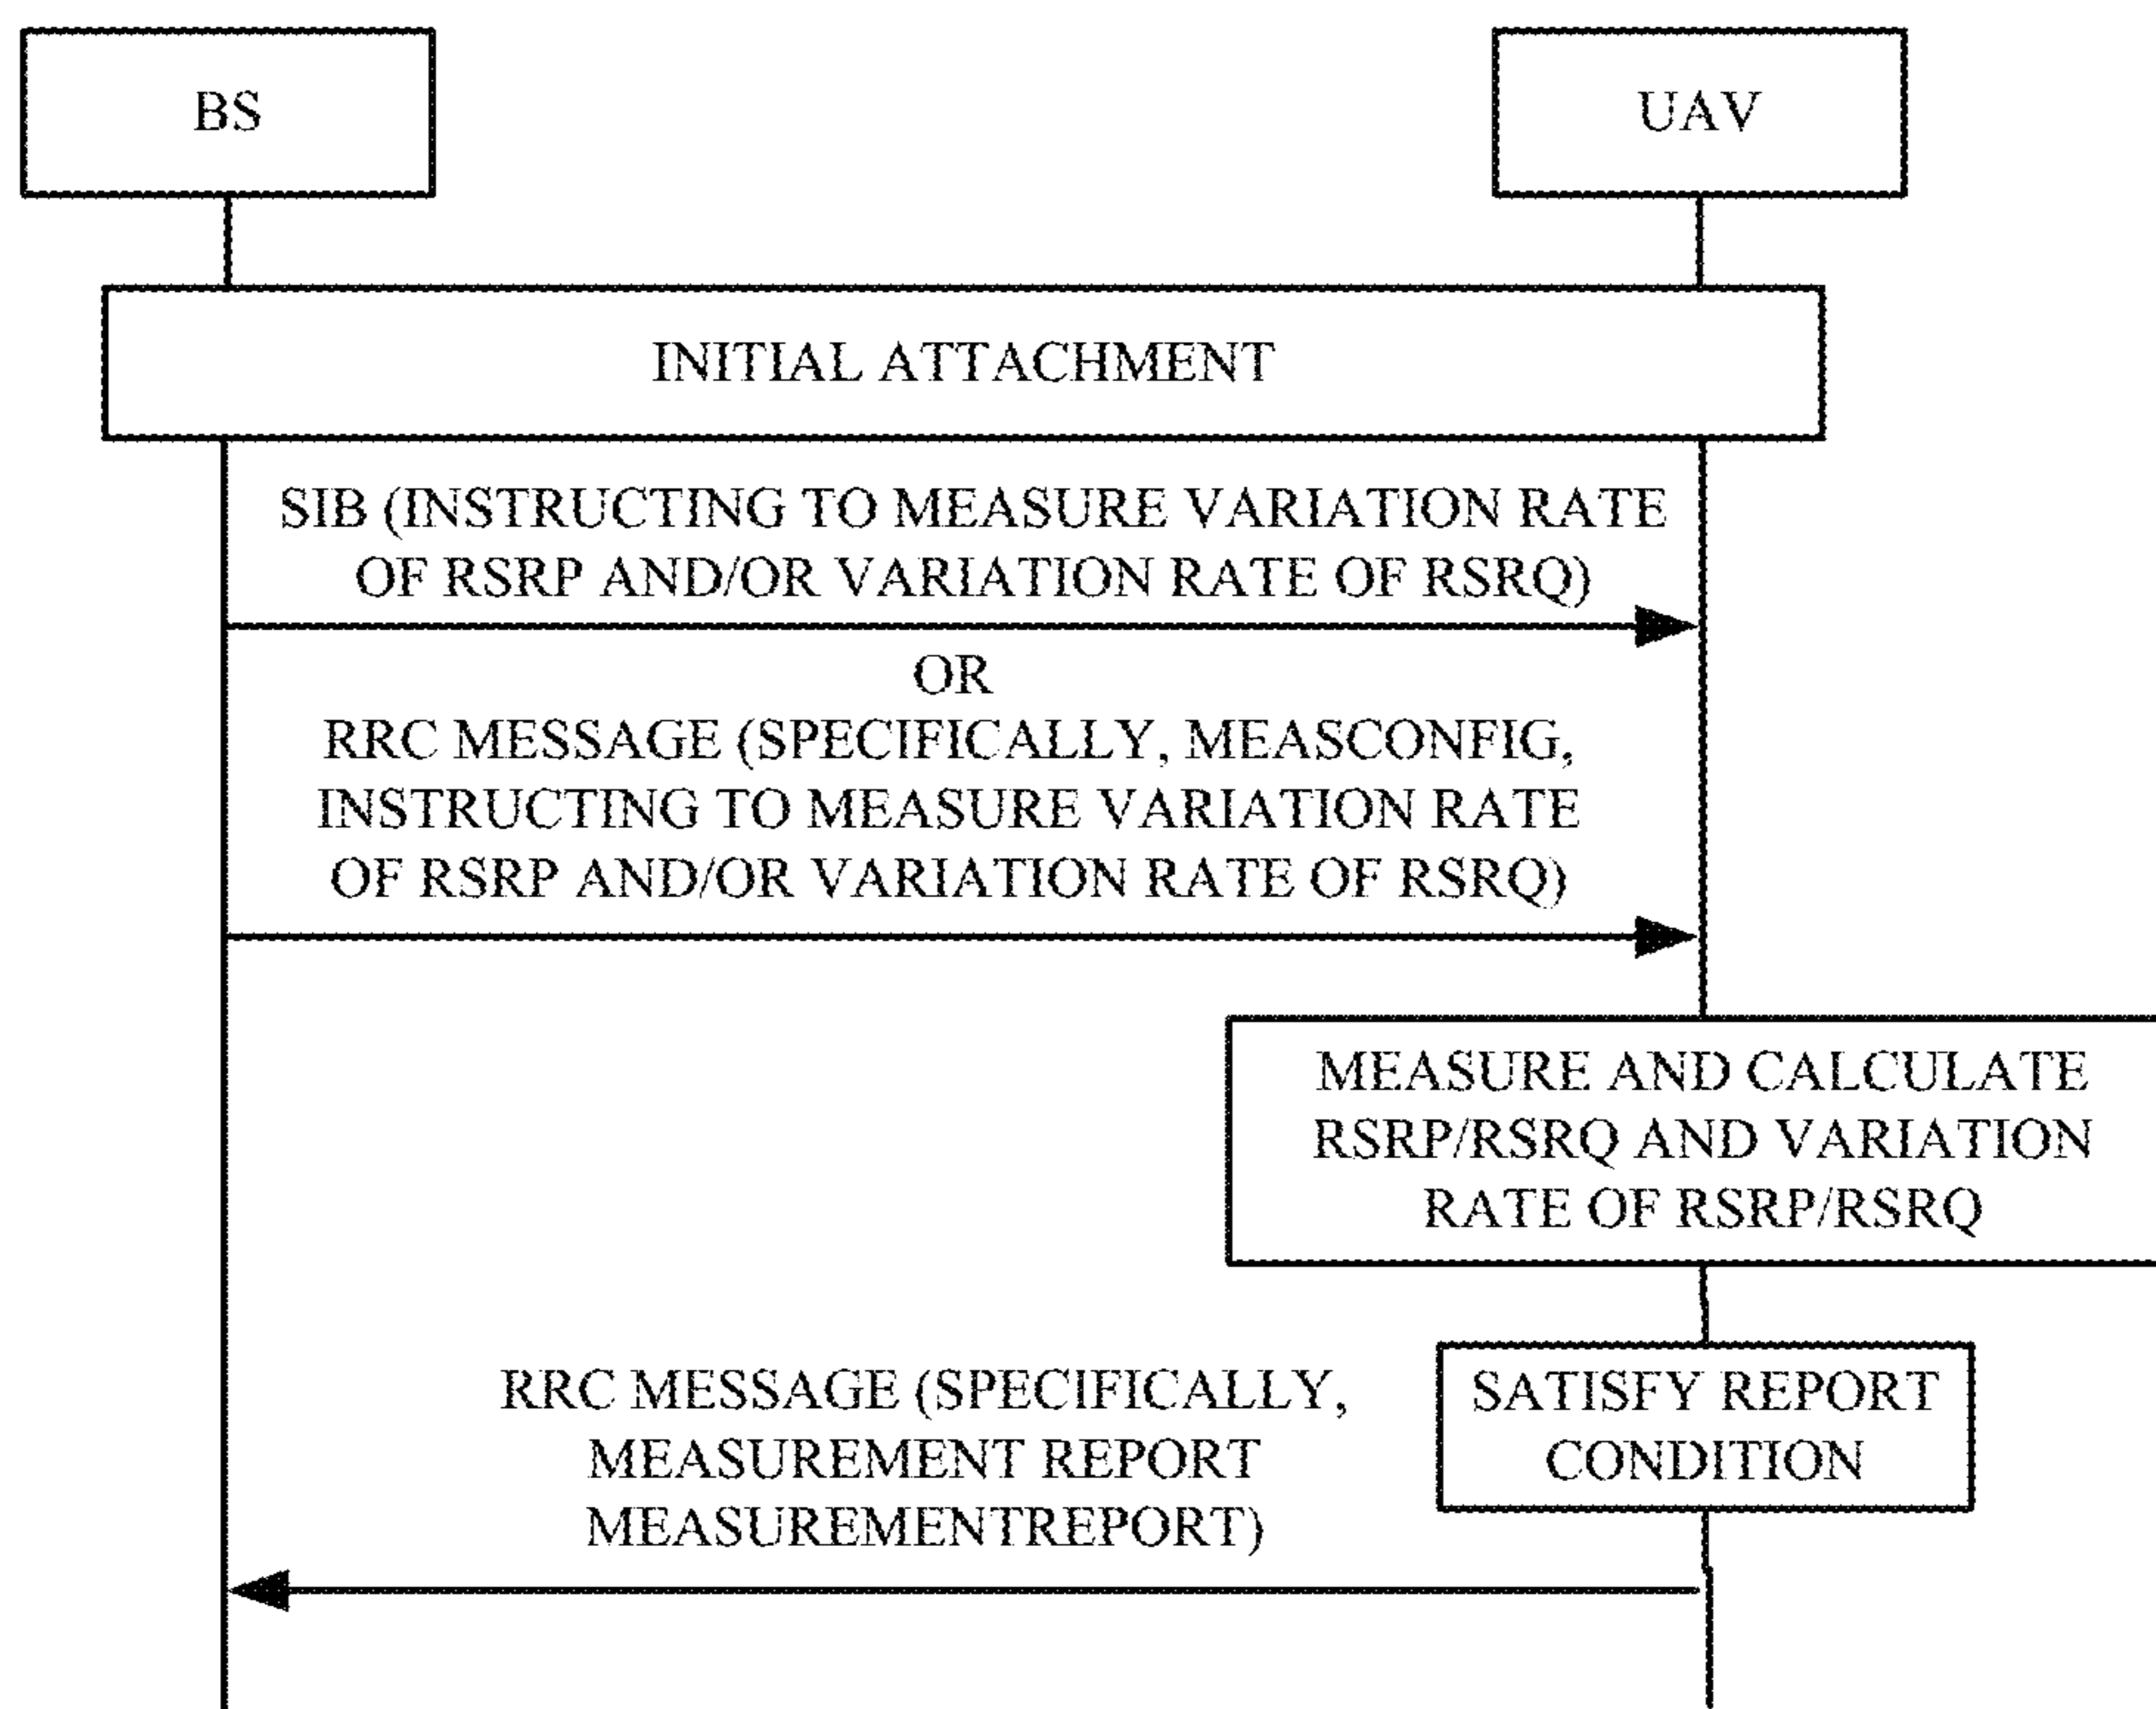 BS
UAV
INITIAL ATTACHMENT
SIB (INSTRUCTING TO MEASURE VARIATION RATE
OF RSRP AND/OR VARIATION RATE OF RSRQ)
OR
RRC MESSAGE (SPECIFICALLY, MEASCONFIG,
INSTRUCTING TO MEASURE VARIATION RATE
OF RSRP AND/OR VARIATION RATE OF RSRQ)
MEASURE AND CALCULATE
RSRP/RSRQ AND VARIATION
RATE OF RSRP/RSRQ
SATISFY REPORT
CONDITION
RRC MESSAGE (SPECIFICALLY,
MEASUREMENT REPORT
MEASUREMENTREPORT)